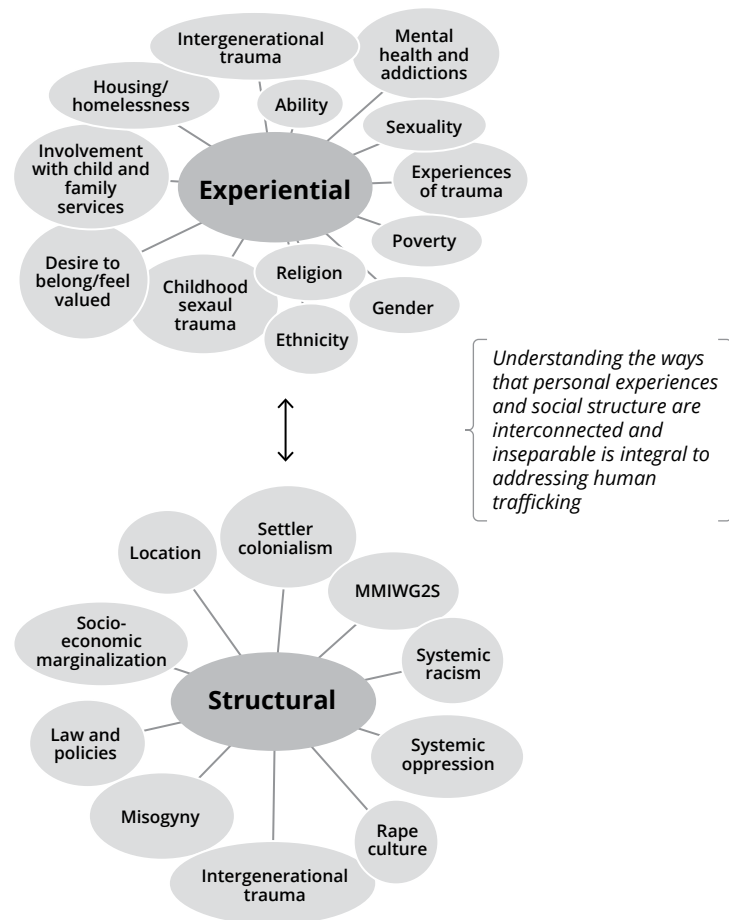 Intergenerational
trauma
Mental
health and
addictions
Housing/
homelessness
Ability
Sexuality
Involvement
with child and
family
services
Experiential
Experiences
of trauma
Poverty
Desire to
belong/feel
valued
Childhood
sexaul
trauma
Religion
Gender
Ethnicity
Understanding the ways
that personal experiences
and social structure are
interconnected and
inseparable is integral to
addressing human
trafficking
Location
Settler
colonialism
MMIWG2S
Socio-
economic
marginalization
Systemic
racism
Structural
Law and
policies
Systemic
oppression
Misogyny
Rape
culture
Intergenerational
trauma